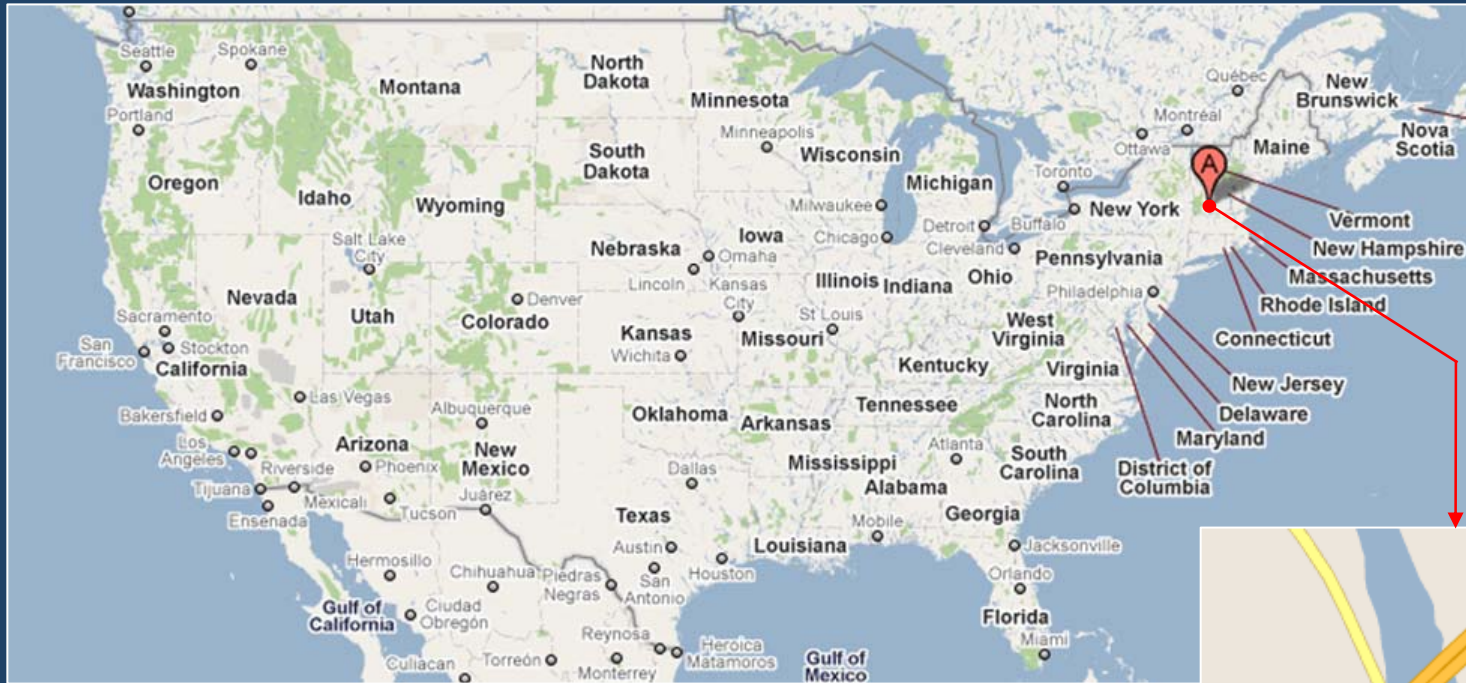 Seattle
Spokane
Washington
Portland
Montana
North
Dakota
Minnesota
Minneapolis
Québec
Montréal
Ottawa
Maine
New
Brunswick
Nova
Scotia
A
Oregon
Idaho
Wyoming
South
Dakota
Wisconsin
Michigan
Toronto
Milwaukee
Detroit
Buffalo
New York
Vermont
New Hampshire
Massachusetts
Rhode Island
Connecticut
New Jersey
Delaware
Maryland
District of
Columbia
Salt Lake
City
Nebraska
Iowa
Omaha
Chicago
Cleveland
Pennsylvania
Lincoln
Kansas
City
Illinois
Indiana
Ohio
Philadelphia
Nevada
Utah
Denver
Colorado
Kansas
Wichita
Missouri
St Louis
West
Virginia
Kentucky
Virginia
Sacramento
San
Francisco
Stockton
California
Las Vegas
Bakersfield
Los
Angeles
Riverside
Arizona
Phoenix
Albuquerque
New
Mexico
Oklahoma
Arkansas
Tennessee
North
Carolina
Atlanta
South
Carolina
Mississippi
Alabama
Georgia
Dallas
Tijuana
Mexicali
Ensenada
Tucson
Juárez
Texas
Austin
San
Antonio
Houston
Louisiana
Mobile
Jacksonville
Orlando
Florida
Miami
Hermosillo
Chihuahua
Piedras
Negras
Gulf of
California
Ciudad
Obregón
Reynosa
Heroica
Matamoros
Culiacan
Torreón
Monterrey
Gulf of
Mexico